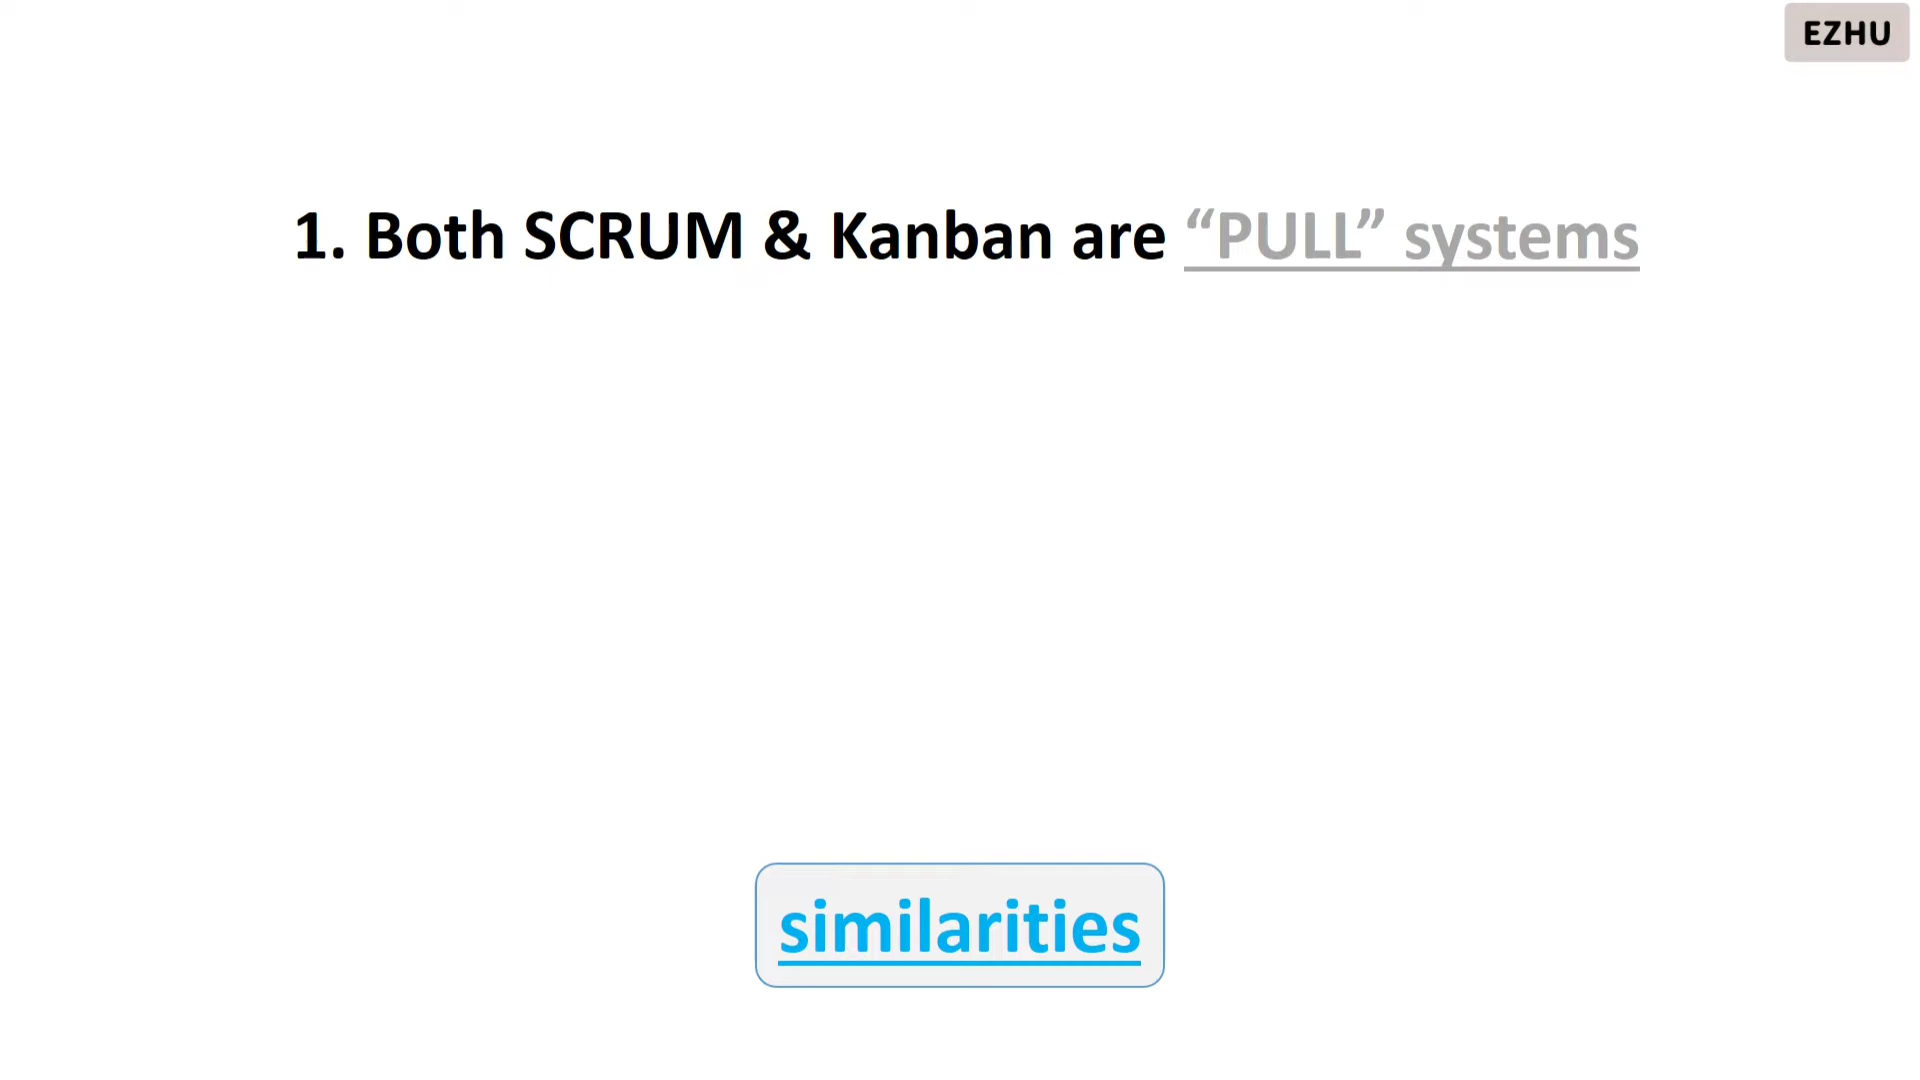 EZHU
1. Both SCRUM & Kanban are “PULL” systems
similarities